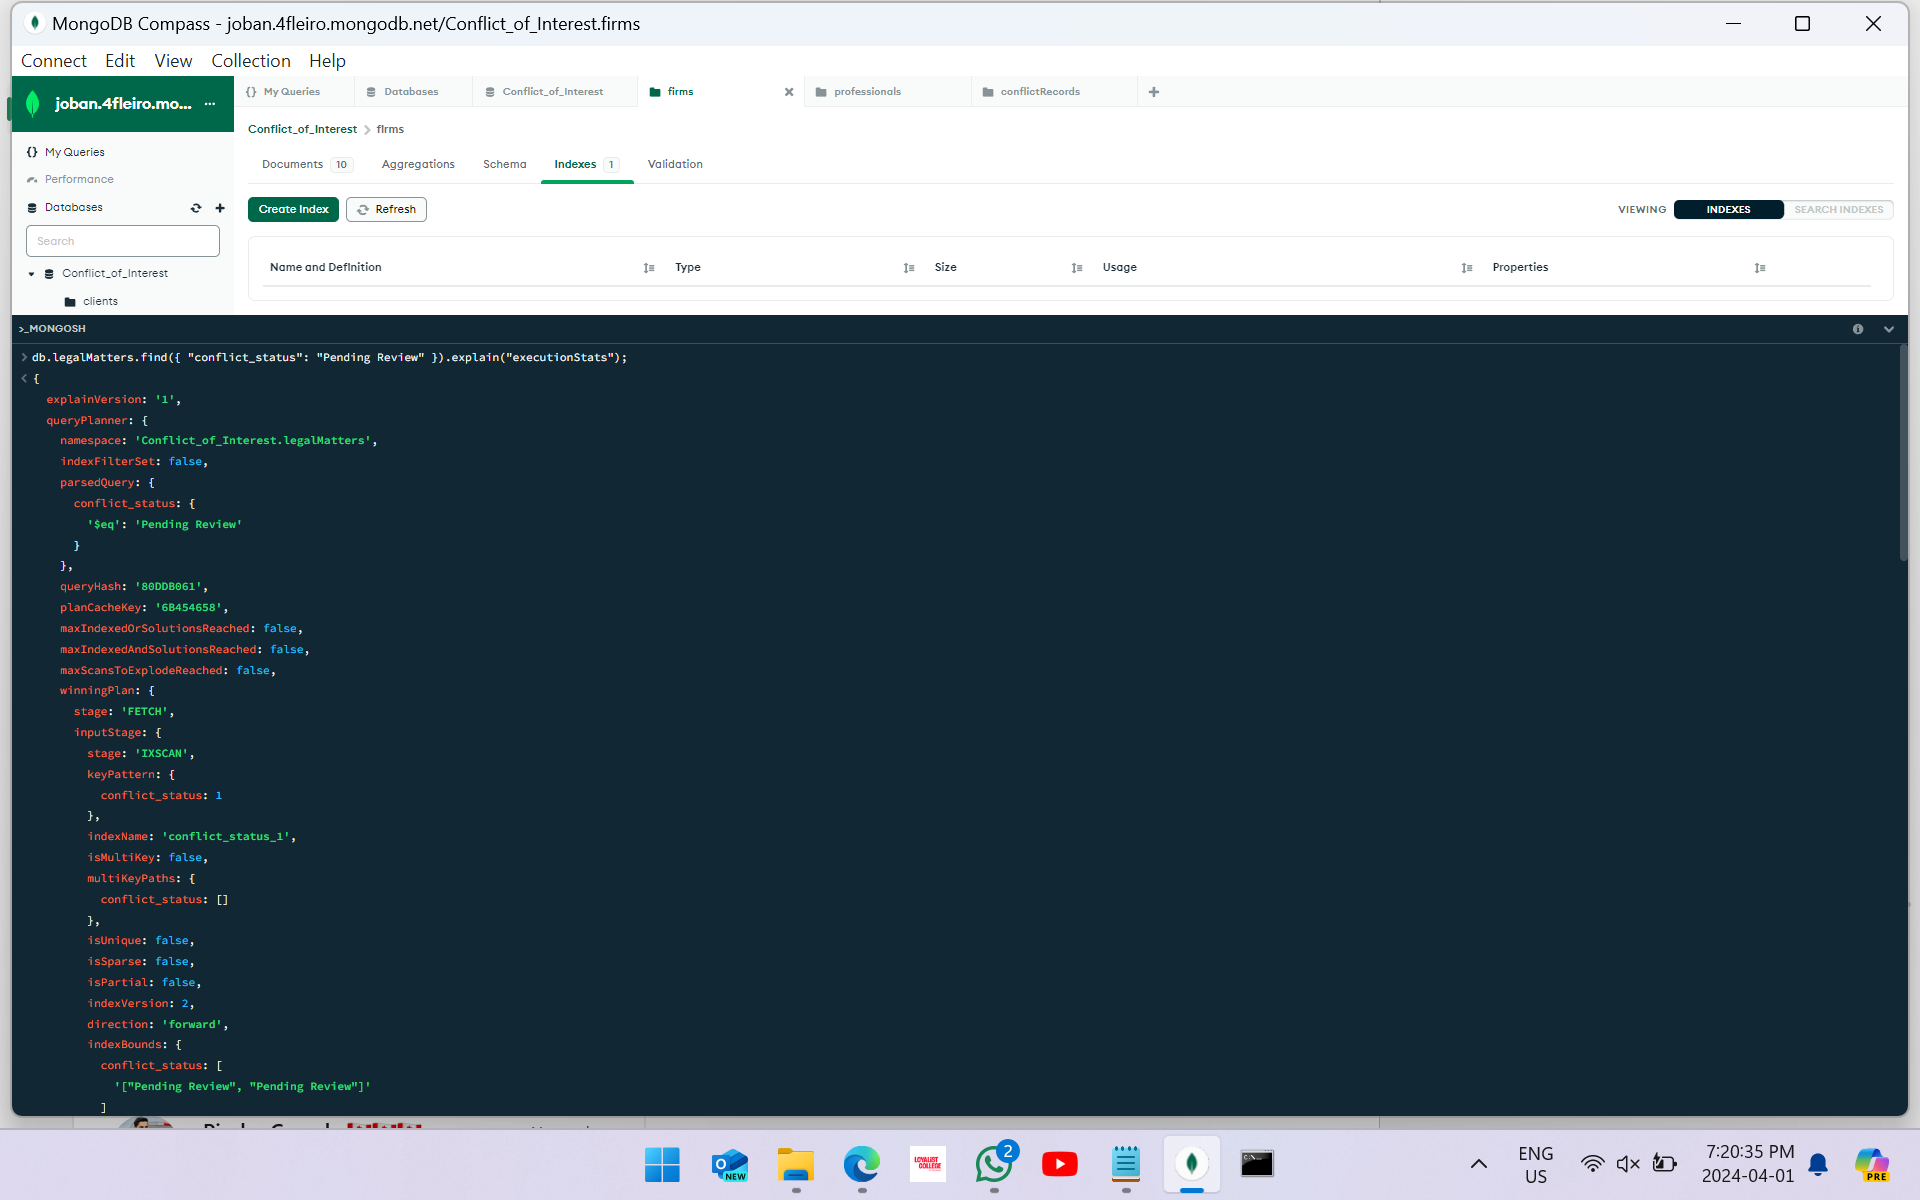 MongoDB Compass - joban.4fleiro.mongodb.net/Conflict_of_Interest.firms
Connect Edit View Collection Help
joban.4fleiro.mo... ...
{} My Queries
Databases
Conflict_of_Interest
firms
professionals
conflictRecords
Conflict_of_Interest > firms
My Queries
Performance
Databases
Search
Conflict_of_Interest
clients
Documents 10 Aggregations Schema Indexes 1 Validation
Create Index Refresh
VIEWING INDEXES SEARCH INDEXES
Name and Definition Type Size Usage Properties
>_MONGOSH
> db.legalMatters.find({ "conflict_status": "Pending Review" }).explain("executionStats");
< {
explainVersion: '1',
queryPlanner: {
namespace: 'Conflict_of_Interest.legalMatters',
indexFilterSet: false,
parsedQuery: {
conflict_status: {
'$eq': 'Pending Review'
}
},
queryHash: '80DDB061',
planCacheKey: '6B454658',
maxIndexedOrSolutionsReached: false,
maxIndexedAndSolutionsReached: false,
maxScansToExplodeReached: false,
winningPlan: {
stage: 'FETCH',
inputStage: {
stage: 'IXSCAN',
keyPattern: {
conflict_status: 1
},
indexName: 'conflict_status_1',
isMultiKey: false,
multiKeyPaths: {
conflict_status: []
},
isUnique: false,
isSparse: false,
isPartial: false,
indexVersion: 2,
direction: 'forward',
indexBounds: {
conflict_status: [
'["Pending Review", "Pending Review"]'
]
NEW
LOYALIST COLLEGE
2
ENG
US
7:20:35 PM
2024-04-01
PRE